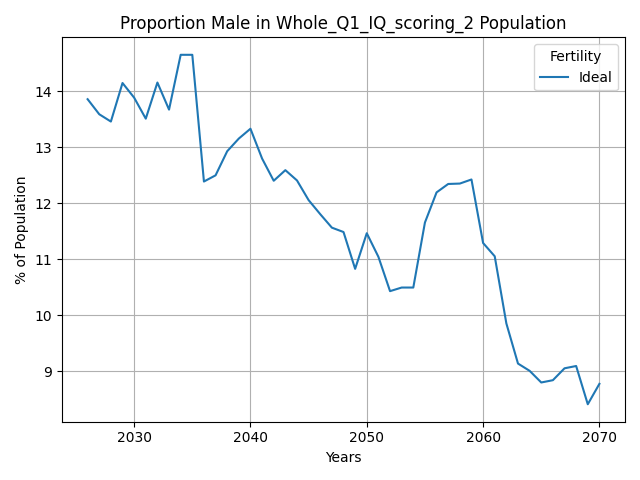 Proportion Male in Whole_Q1_IQ_scoring_2 Population
Fertility
Ideal
% of Population
14
13
12
11
10
9
2030 2040 2050 2060 2070
Years